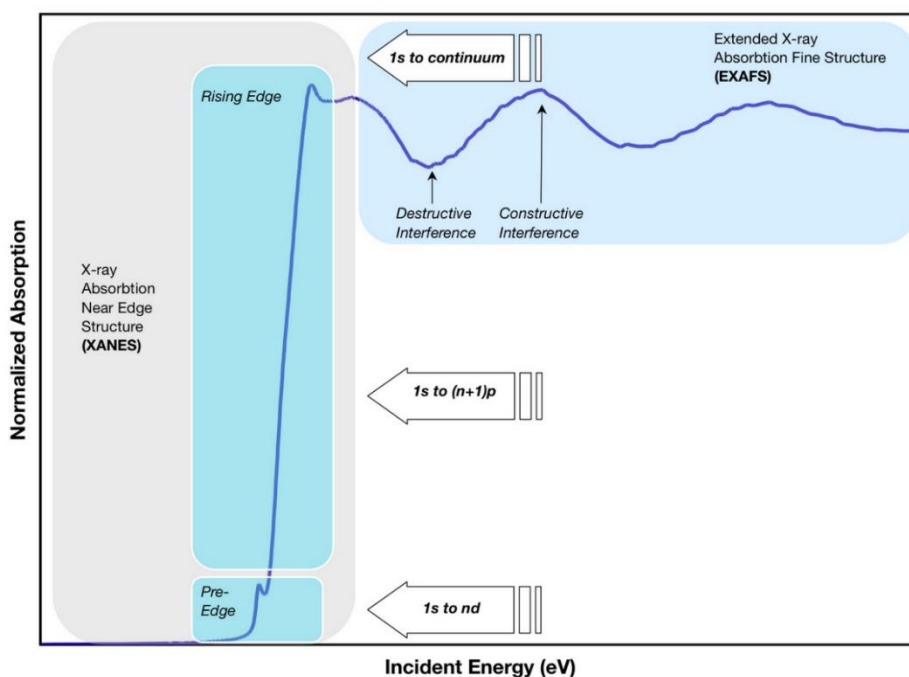 1s to continuum
Extended X-ray
Absorbtion Fine Structure
(EXAFS)
Rising Edge
Destructive
Interference
Constructive
Interference
X-ray
Absorbtion
Near Edge
Structure
(XANES)
Normalized Absorption
1s to (n+1)p
Pre-
Edge
1s to nd
Incident Energy (eV)